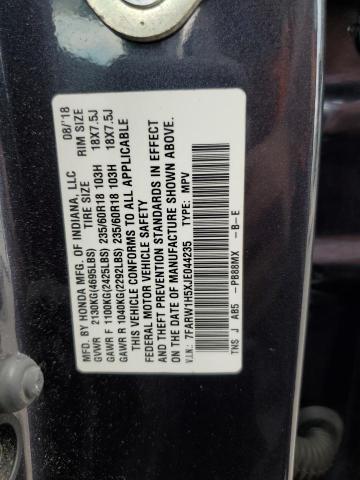 MFD. BY HONDA MFG. OF INDIANA, LLC 08/'18
TIRE SIZE RIM SIZE
GVWR 2130KG(4695LBS)
GAWR F 1100KG(2425LBS) 235/60R18 103H 18X7.5J
GAWR R 1040KG(2292LBS) 235/60R18 103H 18X7.5J
THIS VEHICLE CONFORMS TO ALL APPLICABLE
FEDERAL MOTOR VEHICLE SAFETY
AND THEFT PREVENTION STANDARDS IN EFFECT
ON THE DATE OF MANUFACTURE SHOWN ABOVE.
V.I.N.: 7FARW1H5XJE044235 TYPE: MPV
TNS J AB5 -PB88MX -B-E